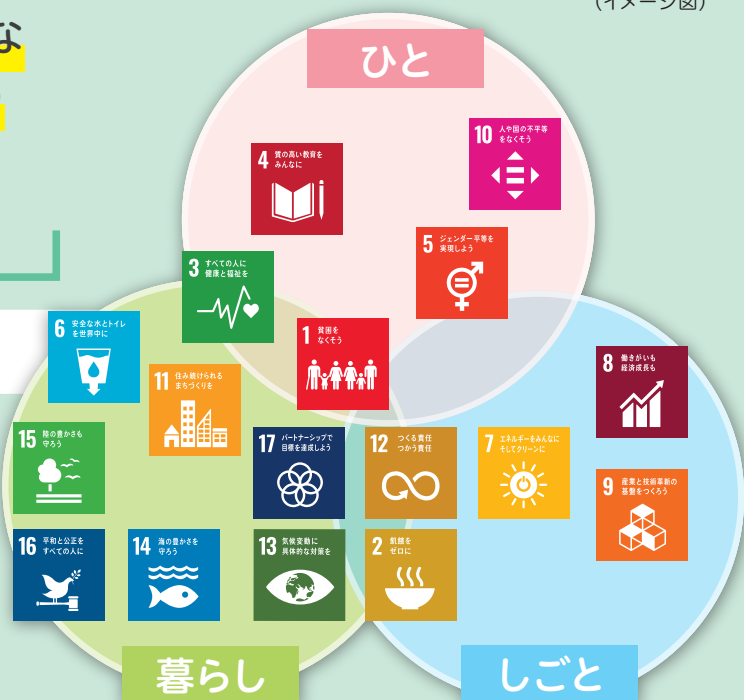 (イメージ図)
な
ひと
10 人や国の不平等
をなくそう
4 質の高い教育を
みんなに
5 ジェンダー平等を
実現しよう
3 すべての人に
健康と福祉を
6 安全な水とトイレ
を世界中に
1 貧困を
なくそう
11 住み続けられる
まちづくりを
8 働きがいも
経済成長も
15 陸の豊かさも
守ろう
17 パートナーシップで
目標を達成しよう
12 つくる責任
つかう責任
7 エネルギーをみんなに
そしてクリーンに
9 産業と技術革新の
基盤をつくろう
16 平和と公正を
すべての人に
14 海の豊かさを
守ろう
13 気候変動に
具体的な対策を
2 飢餓を
ゼロに
暮らし
しごと